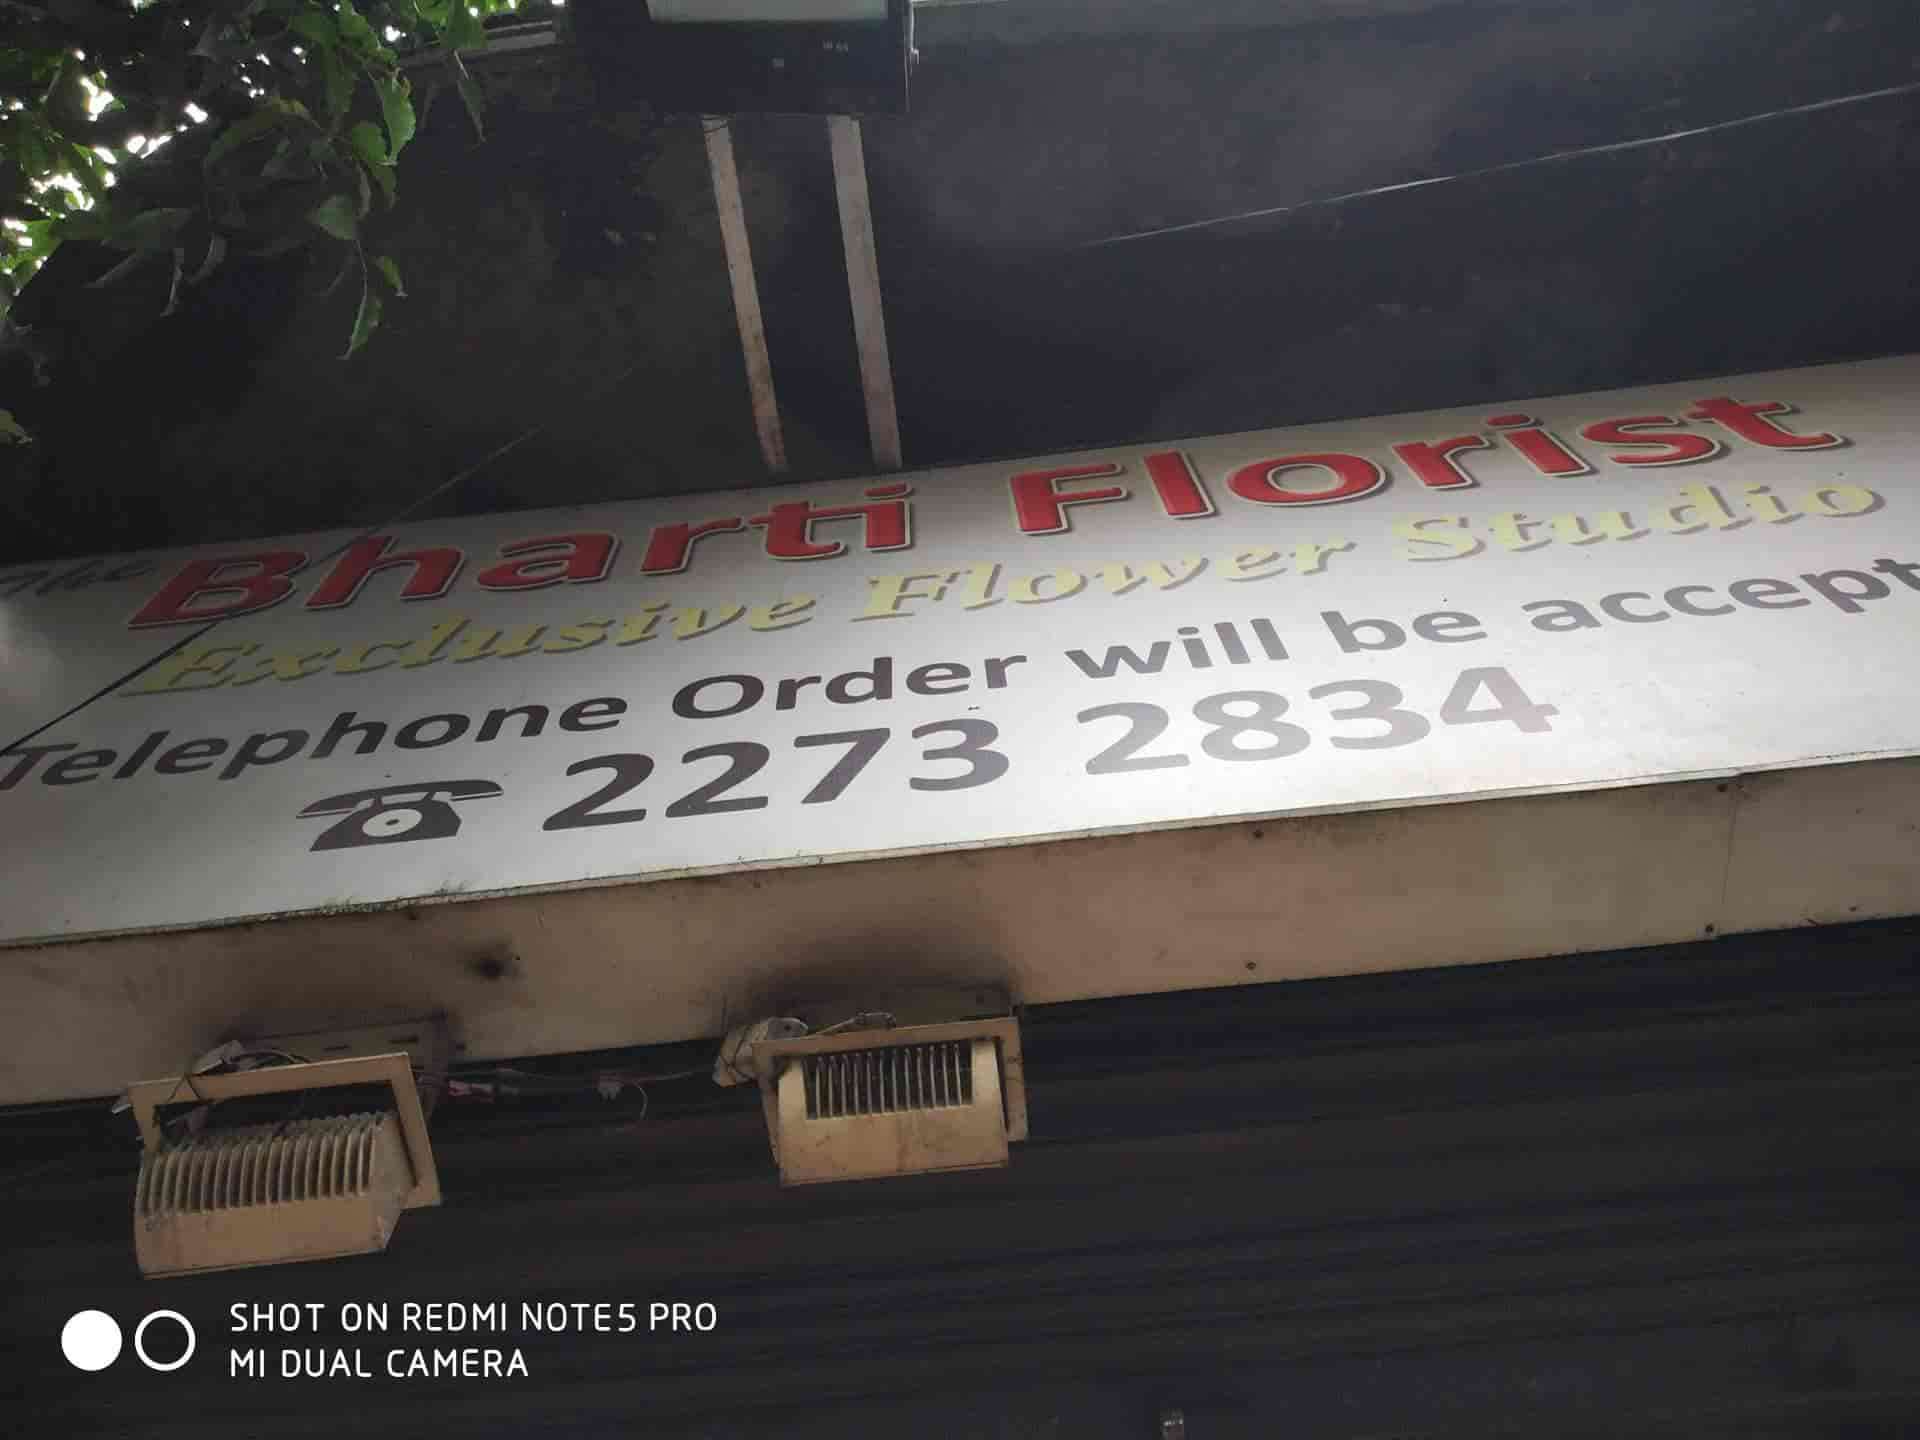 The Bharti Florist
Exclusive Flower Studio
Telephone Order will be accept
2273 2834
SHOT ON REDMI NOTE5 PRO
MI DUAL CAMERA